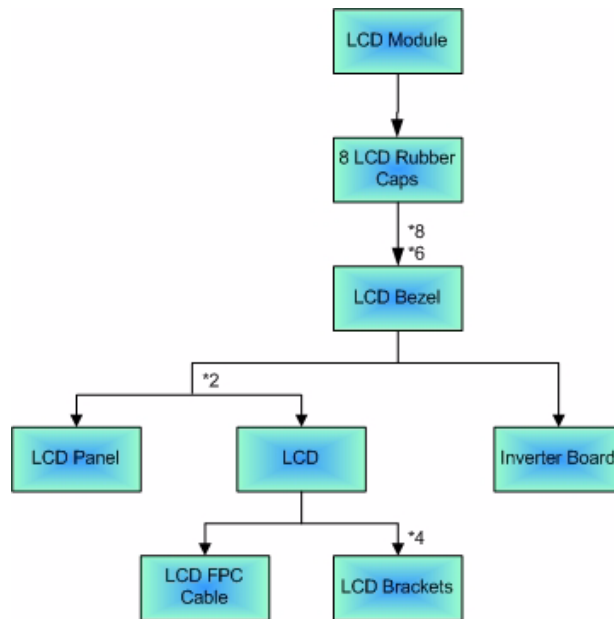 LCD Module
8 LCD Rubber
Caps
*8
*6
LCD Bezel
*2
LCD Panel
LCD
Inverter Board
*4
LCD FPC
Cable
LCD Brackets